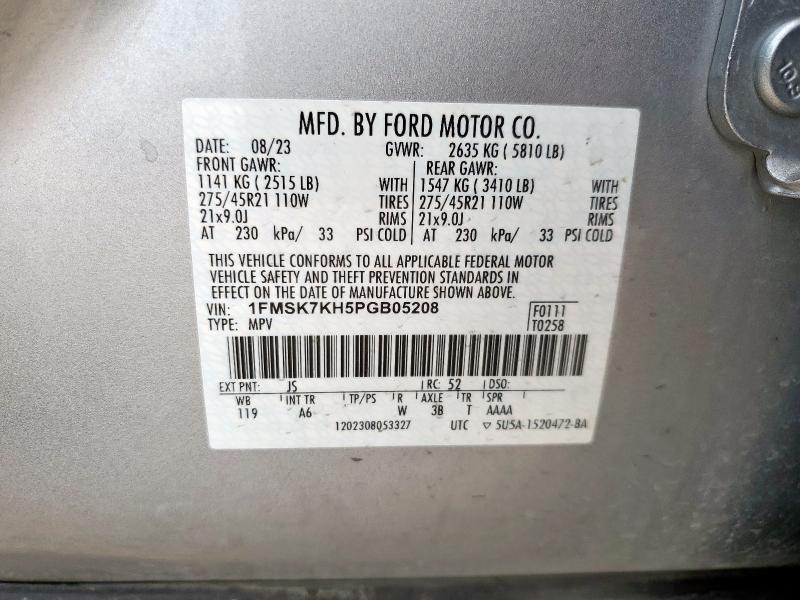 MFD. BY FORD MOTOR CO.
DATE: 08/23 GVWR: 2635 KG ( 5810 LB)
FRONT GAWR: REAR GAWR:
1141 KG ( 2515 LB) WITH 1547 KG ( 3410 LB) WITH
275/45R21 110W TIRES 275/45R21 110W TIRES
21x9.0J RIMS 21x9.0J RIMS
AT 230 kPa/ 33 PSI COLD AT 230 kPa/ 33 PSI COLD
THIS VEHICLE CONFORMS TO ALL APPLICABLE FEDERAL MOTOR
VEHICLE SAFETY AND THEFT PREVENTION STANDARDS IN
EFFECT ON THE DATE OF MANUFACTURE SHOWN ABOVE.
VIN: 1FMSK7KH5PGB05208 F0111
TYPE: MPV T0258
EXT PNT: JS RC: 52 DSO:
WB INT TR TP/PS R AXLE TR SPR
119 A6 W 3B T AAAA
1202308053327 UTC ▽ 5U5A-1520472-BA